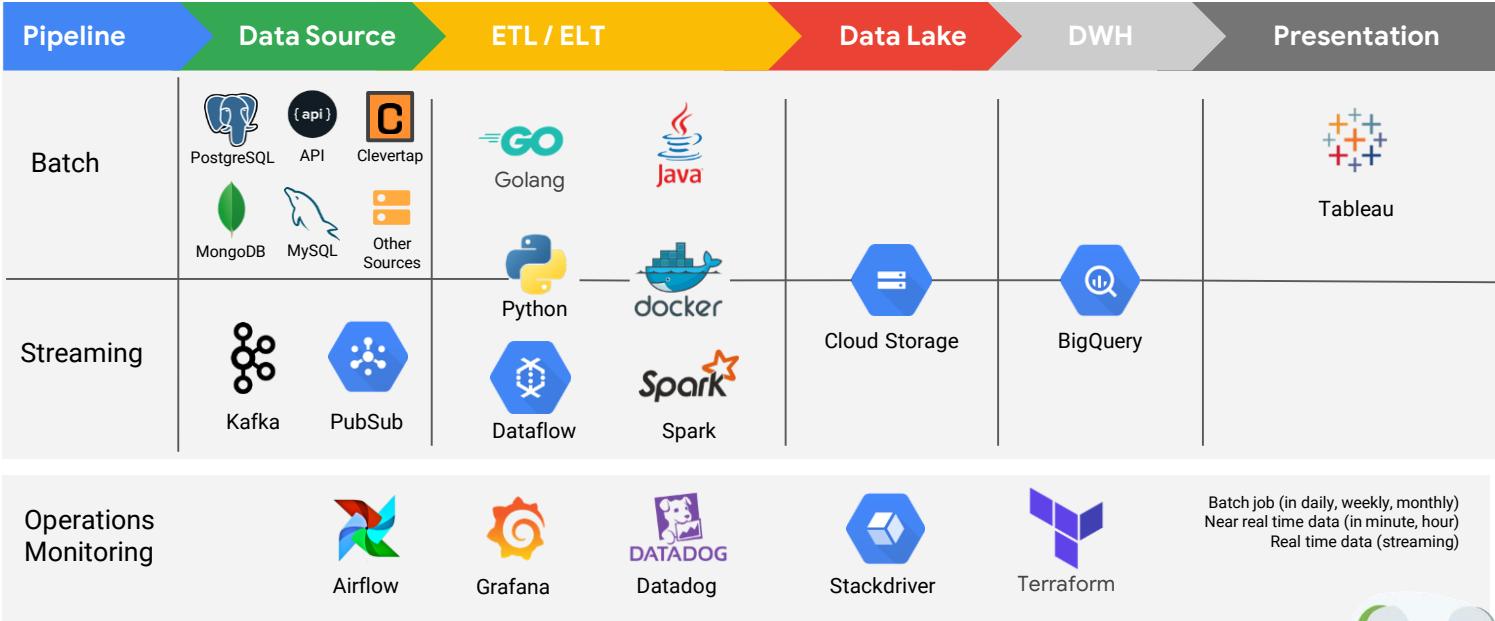 Pipeline
Data Source
ETL / ELT
Data Lake
DWH
Presentation
Batch
PostgreSQL
{ api }
API
C
Clevertap
MongoDB
MySQL
Other
Sources
GO
Golang
Java
Python
docker
Cloud Storage
BigQuery
Tableau
Streaming
Kafka
PubSub
Dataflow
Spark
Spark
Operations
Monitoring
Airflow
Grafana
DATADOG
Datadog
Stackdriver
Terraform
Batch job (in daily, weekly, monthly)
Near real time data (in minute, hour)
Real time data (streaming)